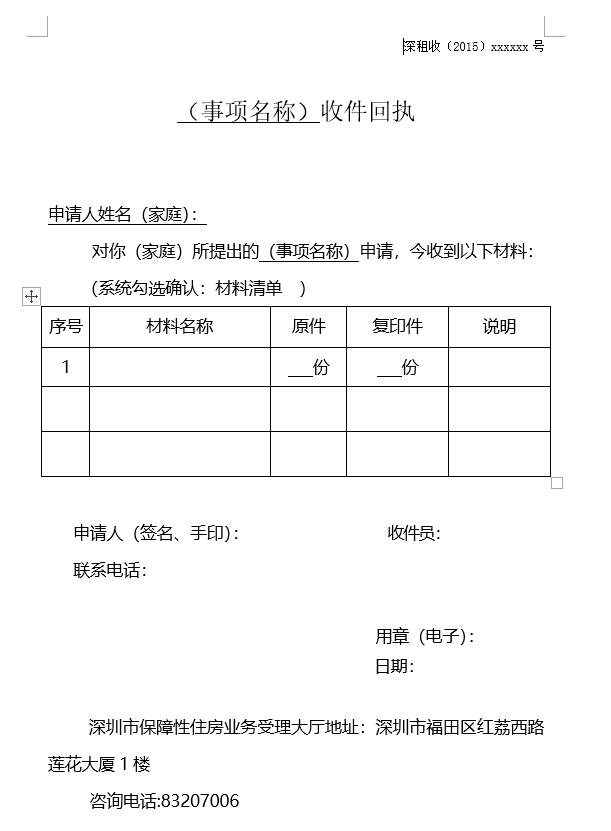 深租收（2015）xxxxxx 号
（事项名称）收件回执
申请人姓名（家庭）：
对你（家庭）所提出的（事项名称）申请，今收到以下材料：
（系统勾选确认：材料清单 ）
序号 材料名称 原件 复印件 说明
1 ___份 ___份
申请人（签名、手印）： 收件员：
联系电话：
用章（电子）：
日期：
深圳市保障性住房业务受理大厅地址：深圳市福田区红荔西路
莲花大厦 1 楼
咨询电话:83207006